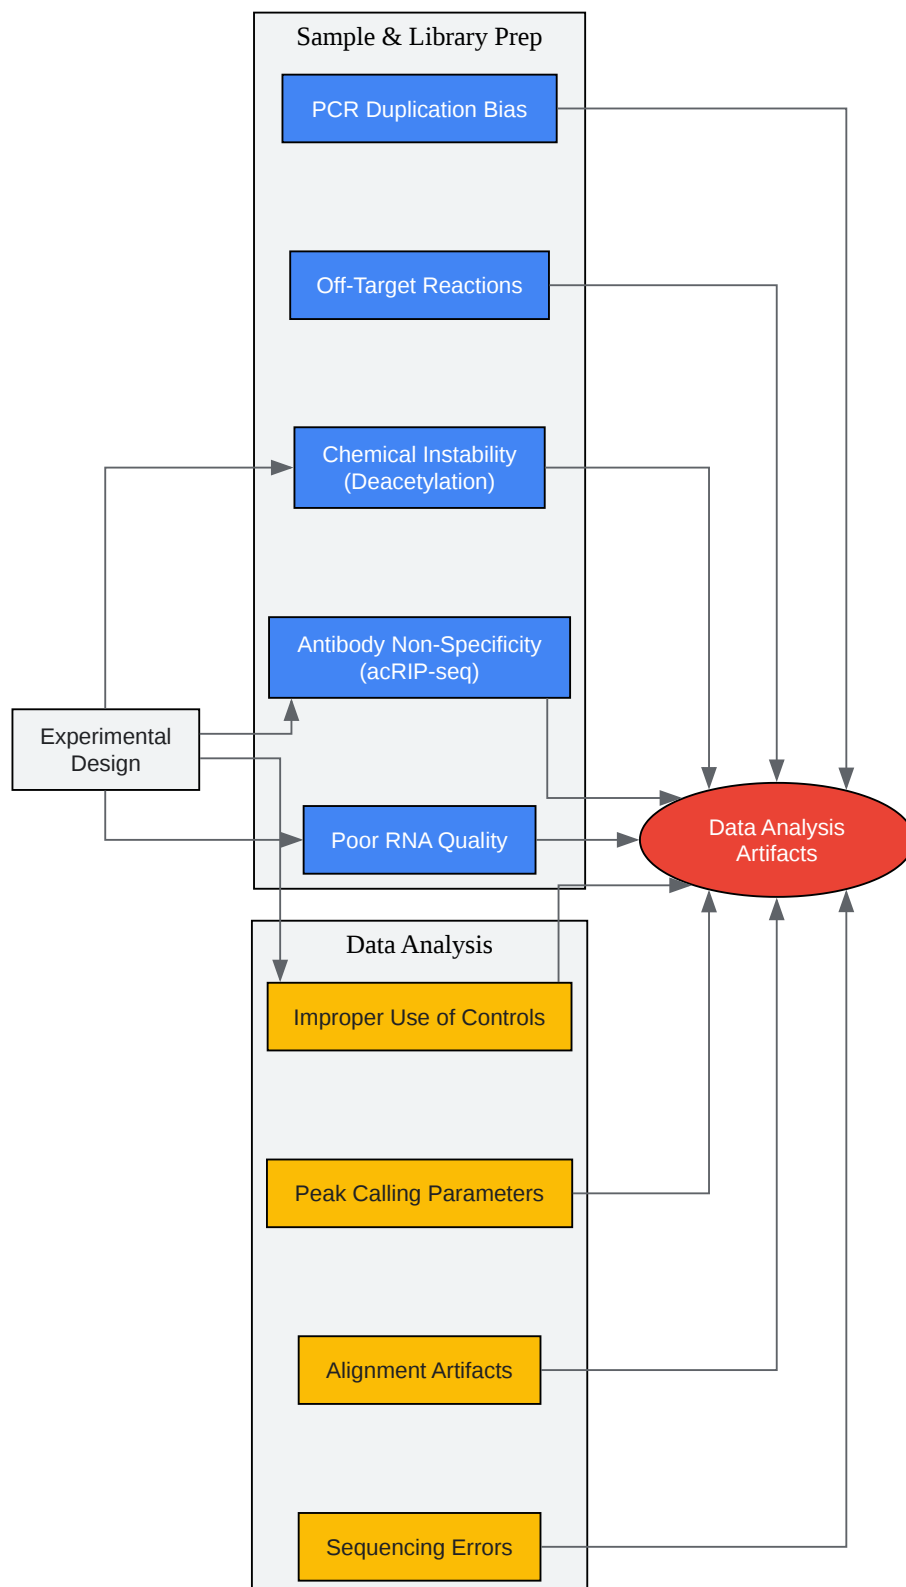 Sample & Library Prep
PCR Duplication Bias
Off-Target Reactions
Chemical Instability
(Deacetylation)
Antibody Non-Specificity
(acRIP-seq)
Experimental
Design
Poor RNA Quality
Data Analysis
Artifacts
Data Analysis
Improper Use of Controls
Peak Calling Parameters
Alignment Artifacts
Sequencing Errors